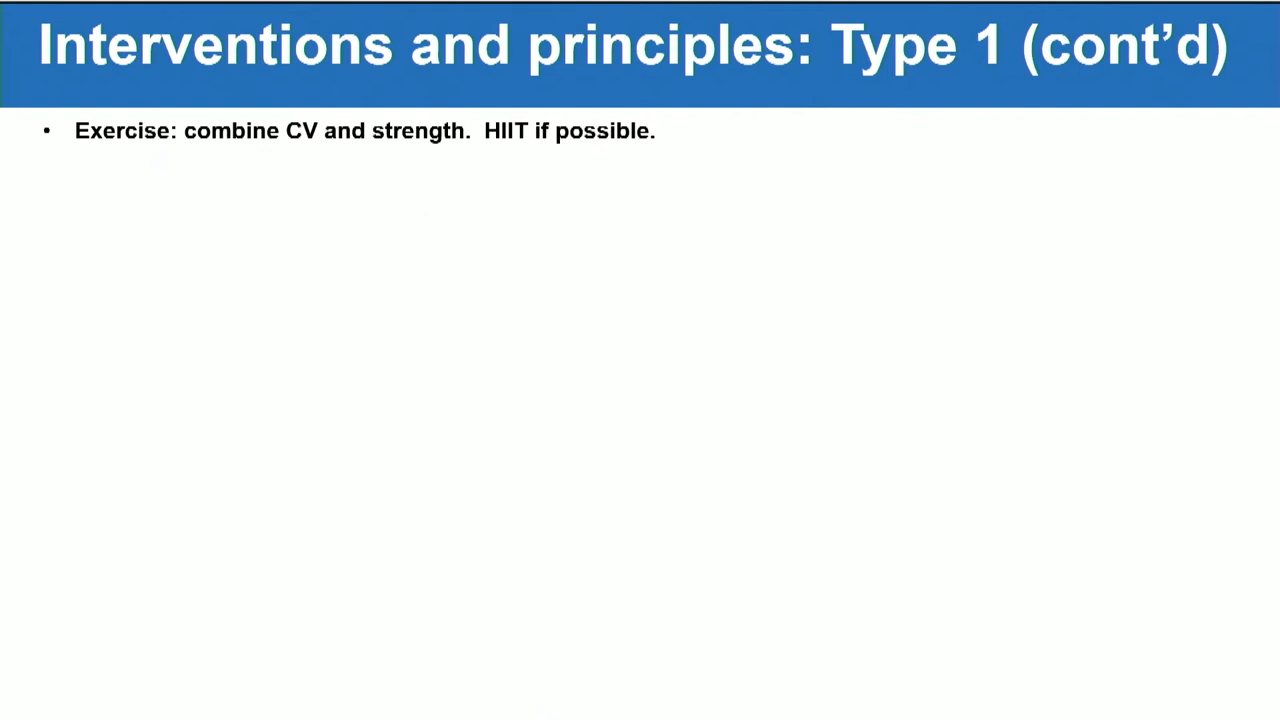 Interventions and principles: Type 1 (cont’d)
• Exercise: combine CV and strength.  HIIT if possible.